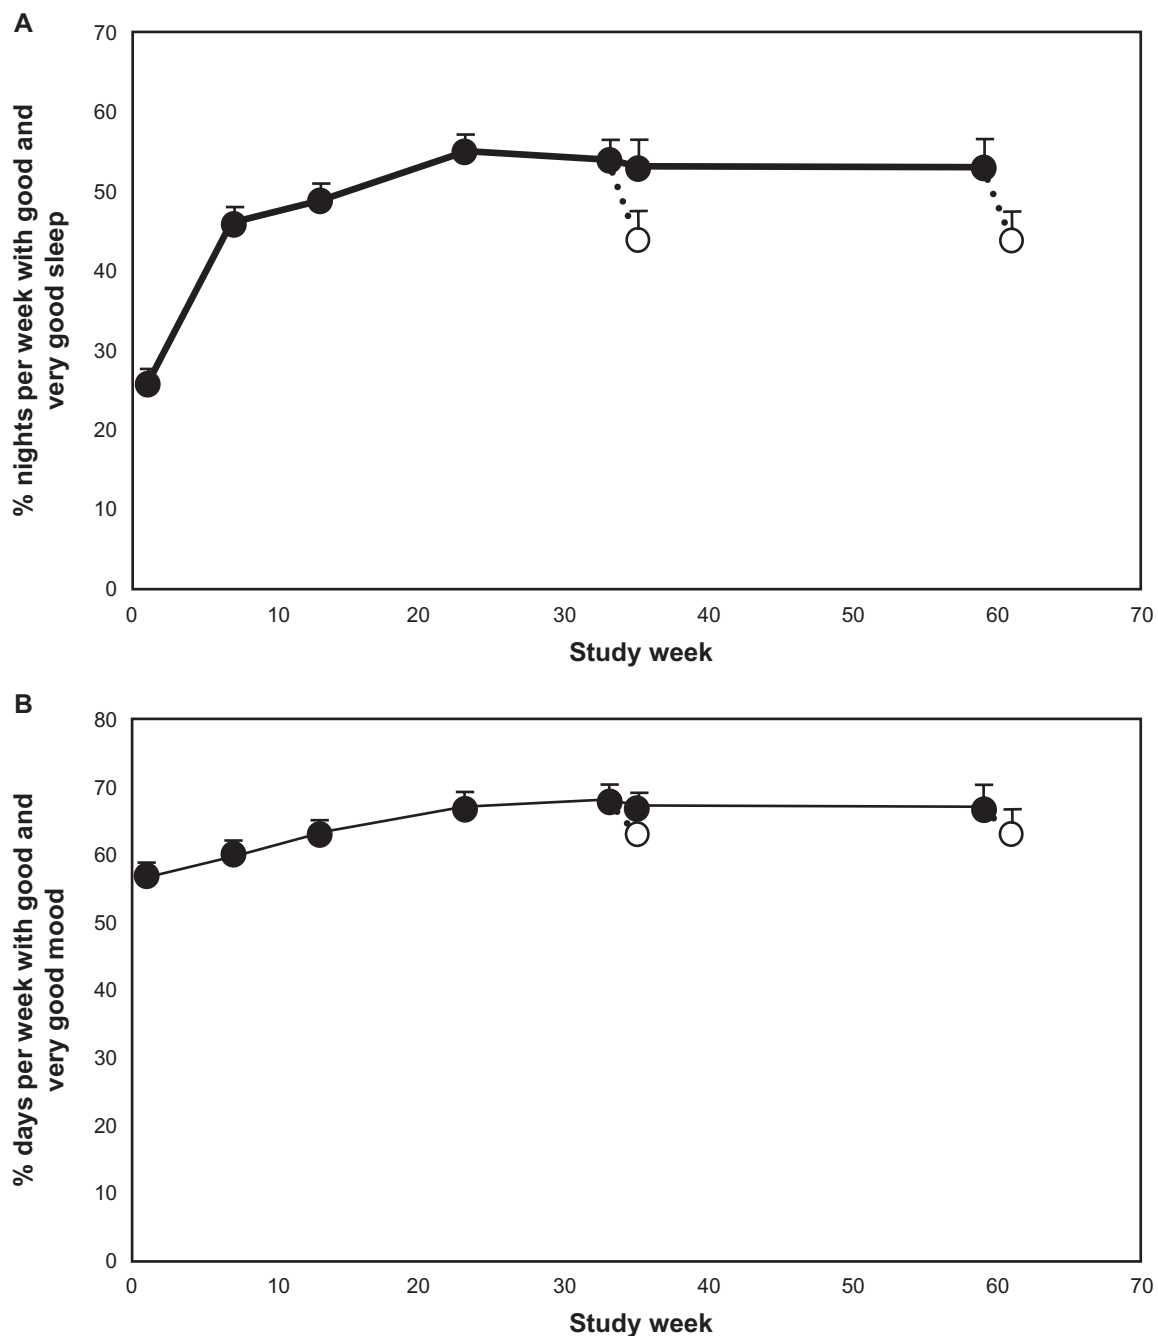 A
70
60
50
40
30
20
10
0
% nights per week with good and
very good sleep
0 10 20 30 40 50 60 70
Study week
B
80
70
60
50
40
30
20
10
0
% days per week with good and
very good mood
0 10 20 30 40 50 60 70
Study week